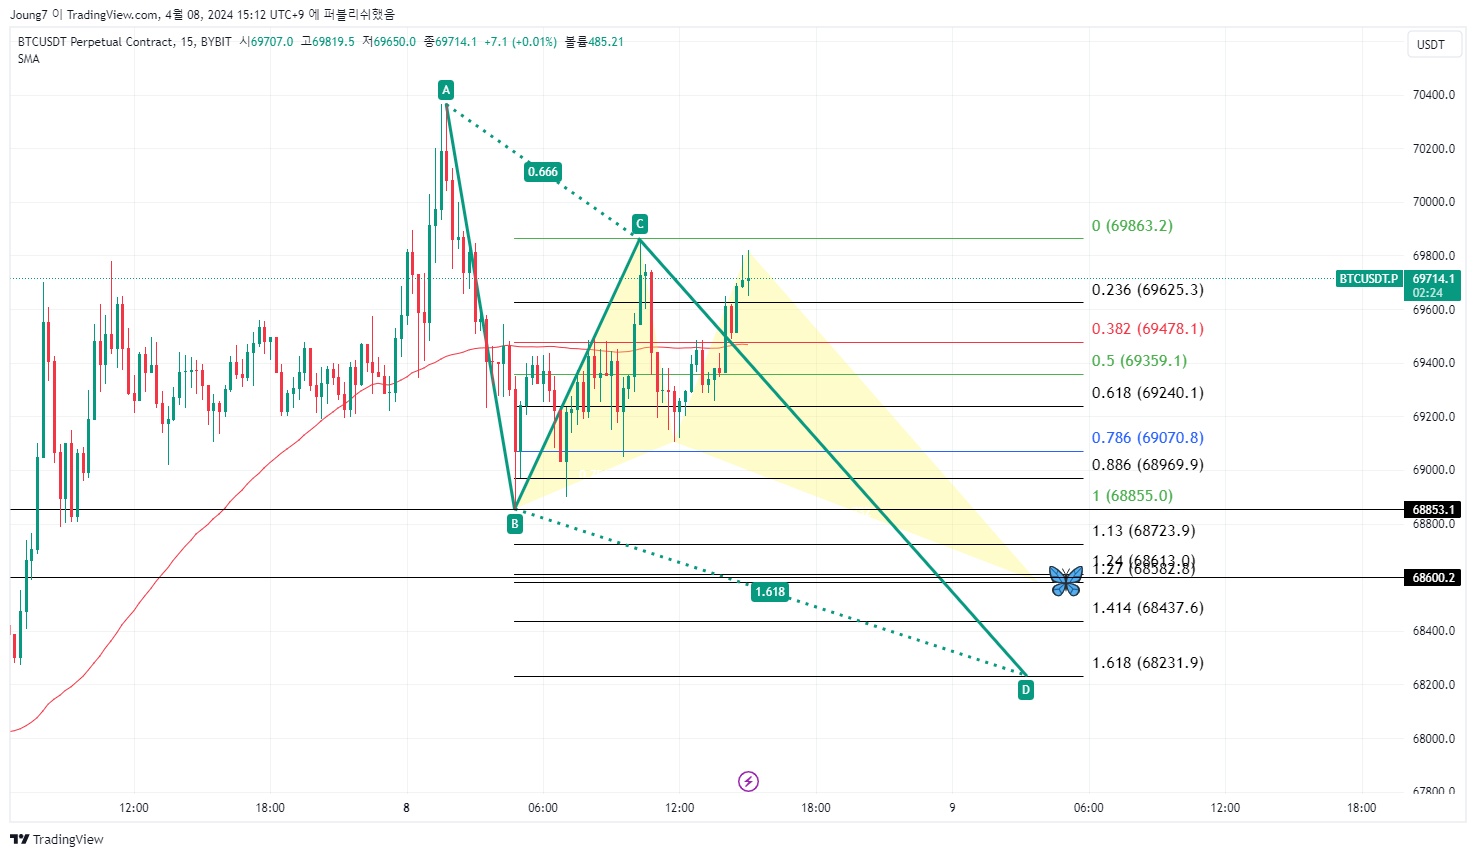 Joung7 이 TradingView.com, 4월 08, 2024 15:12 UTC+9 에 퍼블리쉬했음
BTCUSDT Perpetual Contract, 15, BYBIT 시69707.0 고69819.5 저69650.0 종69714.1 +7.1 (+0.01%) 볼륨485.21
SMA
USDT
A
70400.0
70200.0
0.666
70000.0
C
0 (69863.2)
69800.0
BTCUSDT.P 69714.1
02:24
0.236 (69625.3)
69600.0
0.382 (69478.1)
0.5 (69359.1)
69400.0
0.618 (69240.1)
69200.0
0.786 (69070.8)
0.886 (68969.9)
69000.0
1 (68855.0)
68853.1
B
68800.0
1.13 (68723.9)
1.24 (68613.0)
1.27 (68582.8)
68600.2
1.618
1.414 (68437.6)
68400.0
1.618 (68231.9)
68200.0
D
68000.0
67800.0
12:00 18:00 8 06:00 12:00 18:00 9 06:00 12:00 18:00
TradingView